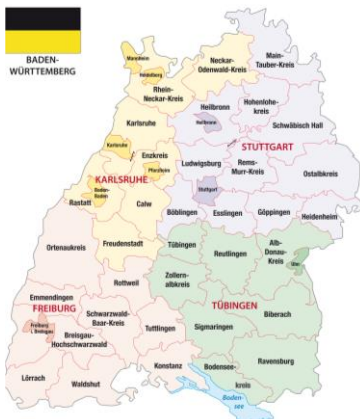 BADEN-
WÜRTTEMBERG
Mannheim
Heidelberg
Rhein-
Neckar-Kreis
Neckar-
Odenwald-Kreis
Main-
Tauber-Kreis
Karlsruhe
Heilbronn
Heilbronn
Hohenlohe-
kreis
Schwäbisch Hall
Karlsruhe
Enzkreis
Pforzheim
KARLSRUHE
Ludwigsburg
STUTTGART
Rems-
Murr-Kreis
Ostalbkreis
Baden-
Baden
Rastatt
Calw
Stuttgart
Böblingen
Esslingen
Göppingen
Heidenheim
Freudenstadt
Ortenaukreis
Tübingen
Reutlingen
Alb-
Donau-
Kreis
Ulm
Rottweil
Zollern-
albkreis
Emmendingen
FREIBURG
Freiburg
i. Breisgau
Schwarzwald-
Baar-Kreis
Breisgau-
Hochschwarzwald
Tuttlingen
TÜBINGEN
Sigmaringen
Biberach
Lörrach
Waldshut
Konstanz
Bodensee-
kreis
Ravensburg
Boden-
see